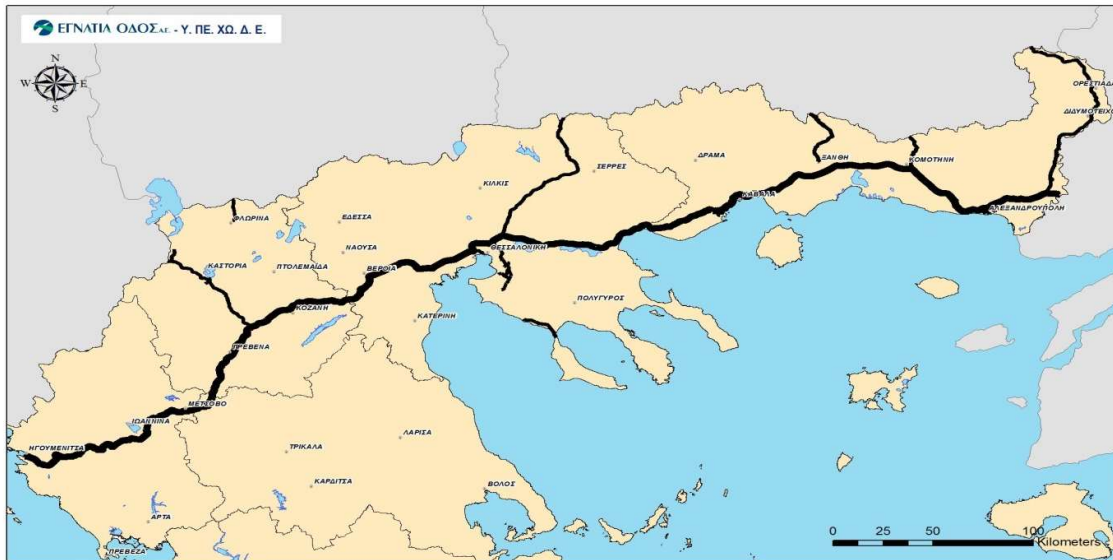 ΕΓΝΑΤΙΑ ΟΔΟΣ Α.Ε. - Υ. ΠΕ. ΧΩ. Δ. Ε.
N
W E
S
ΟΡΕΣΤΙΑΔΑ
ΔΙΔΥΜΟΤΕΙΧΟ
ΔΡΑΜΑ
ΞΑΝΘΗ
ΚΟΜΟΤΗΝΗ
ΣΕΡΡΕΣ
ΚΙΛΚΙΣ
ΚΑΒΑΛΑ
ΑΛΕΞΑΝΔΡΟΥΠΟΛΗ
ΦΛΩΡΙΝΑ
ΕΔΕΣΣΑ
ΝΑΟΥΣΑ
ΘΕΣΣΑΛΟΝΙΚΗ
ΚΑΣΤΟΡΙΑ
ΠΤΟΛΕΜΑΙΔΑ
ΒΕΡΟΙΑ
ΠΟΛΥΓΥΡΟΣ
ΚΟΖΑΝΗ
ΚΑΤΕΡΙΝΗ
ΓΡΕΒΕΝΑ
ΜΕΤΣΟΒΟ
ΙΩΑΝΝΙΝΑ
ΗΓΟΥΜΕΝΙΤΣΑ
ΛΑΡΙΣΑ
ΤΡΙΚΑΛΑ
ΚΑΡΔΙΤΣΑ
ΒΟΛΟΣ
ΑΡΤΑ
ΠΡΕΒΕΖΑ
0 25 50 100
Kilometers